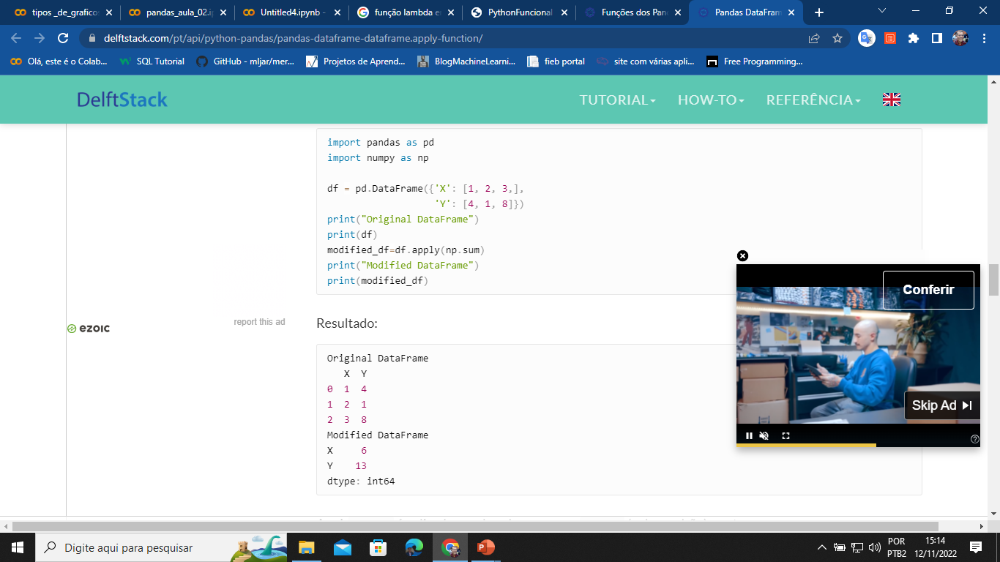 tipos _de_grafico
pandas_aula_02.i
Untitled4.ipynb -
função lambda e
PythonFuncional
Funções dos Pan
Pandas DataFram
delftstack.com/pt/api/python-pandas/pandas-dataframe-dataframe.apply-function/
Olá, este é o Colab...
SQL Tutorial
GitHub - mljar/mer...
Projetos de Aprend...
BlogMachineLearni...
fieb portal
site com várias apli...
Free Programming...
DelftStack
TUTORIAL
HOW-TO
REFERÊNCIA
import pandas as pd
import numpy as np
df = pd.DataFrame({'X': [1, 2, 3,],
'Y': [4, 1, 8]})
print("Original DataFrame")
print(df)
modified_df=df.apply(np.sum)
print("Modified DataFrame")
print(modified_df)
Conferir
Skip Ad
ezoic
report this ad
Resultado:
Original DataFrame
X Y
0 1 4
1 2 1
2 3 8
Modified DataFrame
X 6
Y 13
dtype: int64
Digite aqui para pesquisar
POR
PTB2
15:14
12/11/2022